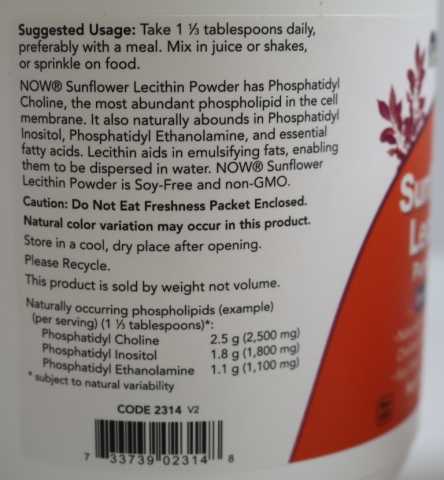 Suggested Usage: Take 1 ⅓ tablespoons daily,
preferably with a meal. Mix in juice or shakes,
or sprinkle on food.
NOW® Sunflower Lecithin Powder has Phosphatidyl
Choline, the most abundant phospholipid in the cell
membrane. It also naturally abounds in Phosphatidyl
Inositol, Phosphatidyl Ethanolamine, and essential
fatty acids. Lecithin aids in emulsifying fats, enabling
them to be dispersed in water. NOW® Sunflower
Lecithin Powder is Soy-Free and non-GMO.
Caution: Do Not Eat Freshness Packet Enclosed.
Natural color variation may occur in this product.
Store in a cool, dry place after opening.
Please Recycle.
This product is sold by weight not volume.
Naturally occurring phospholipids (example)
(per serving) (1 ⅓ tablespoons)*:
Phosphatidyl Choline 2.5 g (2,500 mg)
Phosphatidyl Inositol 1.8 g (1,800 mg)
Phosphatidyl Ethanolamine 1.1 g (1,100 mg)
* subject to natural variability
CODE 2314 V2
7 33739 02314 8